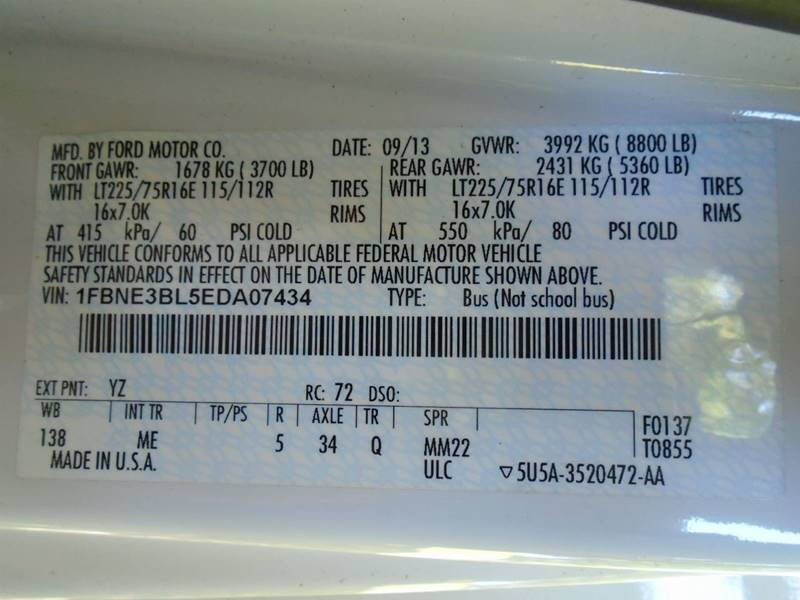 MFD. BY FORD MOTOR CO. DATE: 09/13 GVWR: 3992 KG ( 8800 LB)
FRONT GAWR: 1678 KG ( 3700 LB) REAR GAWR: 2431 KG ( 5360 LB)
WITH LT225/75R16E 115/112R TIRES WITH LT225/75R16E 115/112R TIRES
16x7.0K RIMS 16x7.0K RIMS
AT 415 kPa/ 60 PSI COLD AT 550 kPa/ 80 PSI COLD
THIS VEHICLE CONFORMS TO ALL APPLICABLE FEDERAL MOTOR VEHICLE
SAFETY STANDARDS IN EFFECT ON THE DATE OF MANUFACTURE SHOWN ABOVE.
VIN: 1FBNE3BL5EDA07434 TYPE: Bus (Not school bus)
EXT PNT: YZ RC: 72 DSO:
WB INT TR TP/PS R AXLE TR SPR F0137
138 ME 5 34 Q MM22 T0855
MADE IN U.S.A. ULC ▽5U5A-3520472-AA